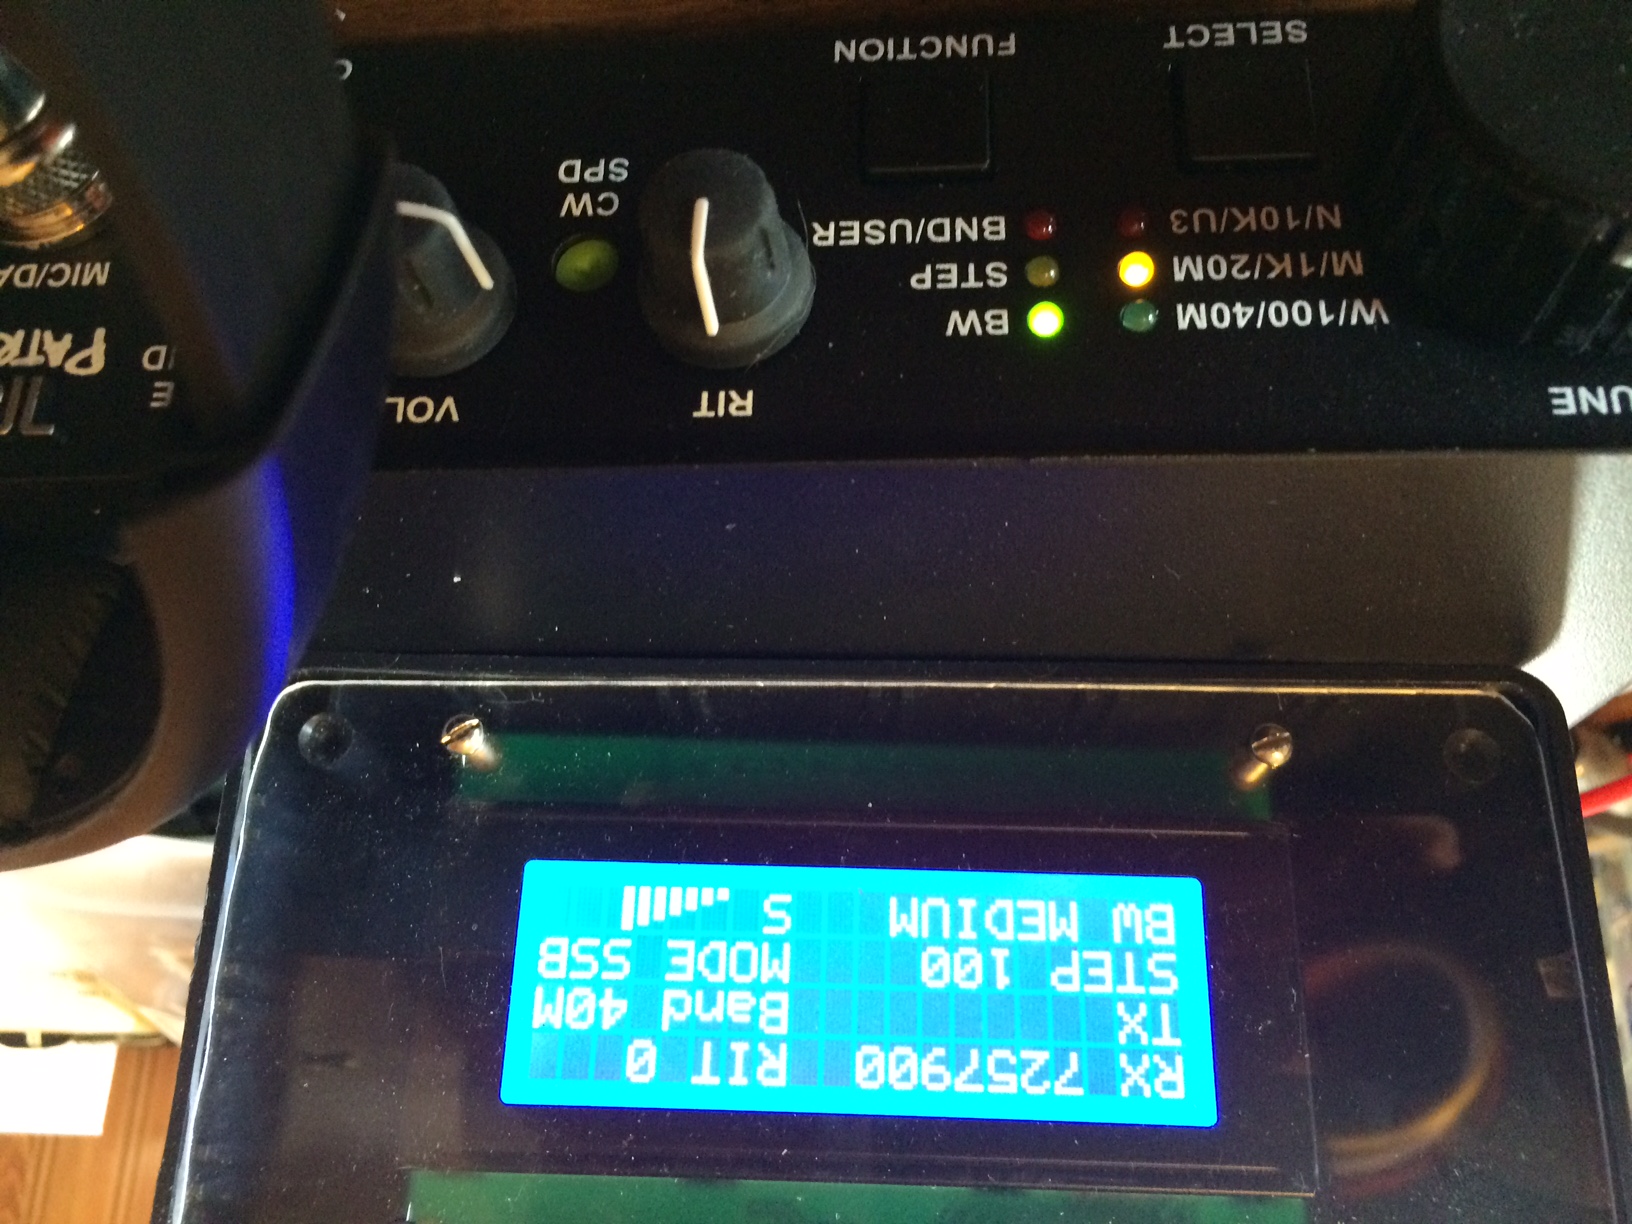 RX 7257900 RIT 0
TX Band 40M
STEP 100 MODE SSB
BW MEDIUM S
UNE
RIT
VOL
W/100/40M
BW
M/1K/20M
STEP
N/10K/U3
BND/USER
CW
SPD
E
D
PATR
MIC/DA
SELECT
FUNCTION